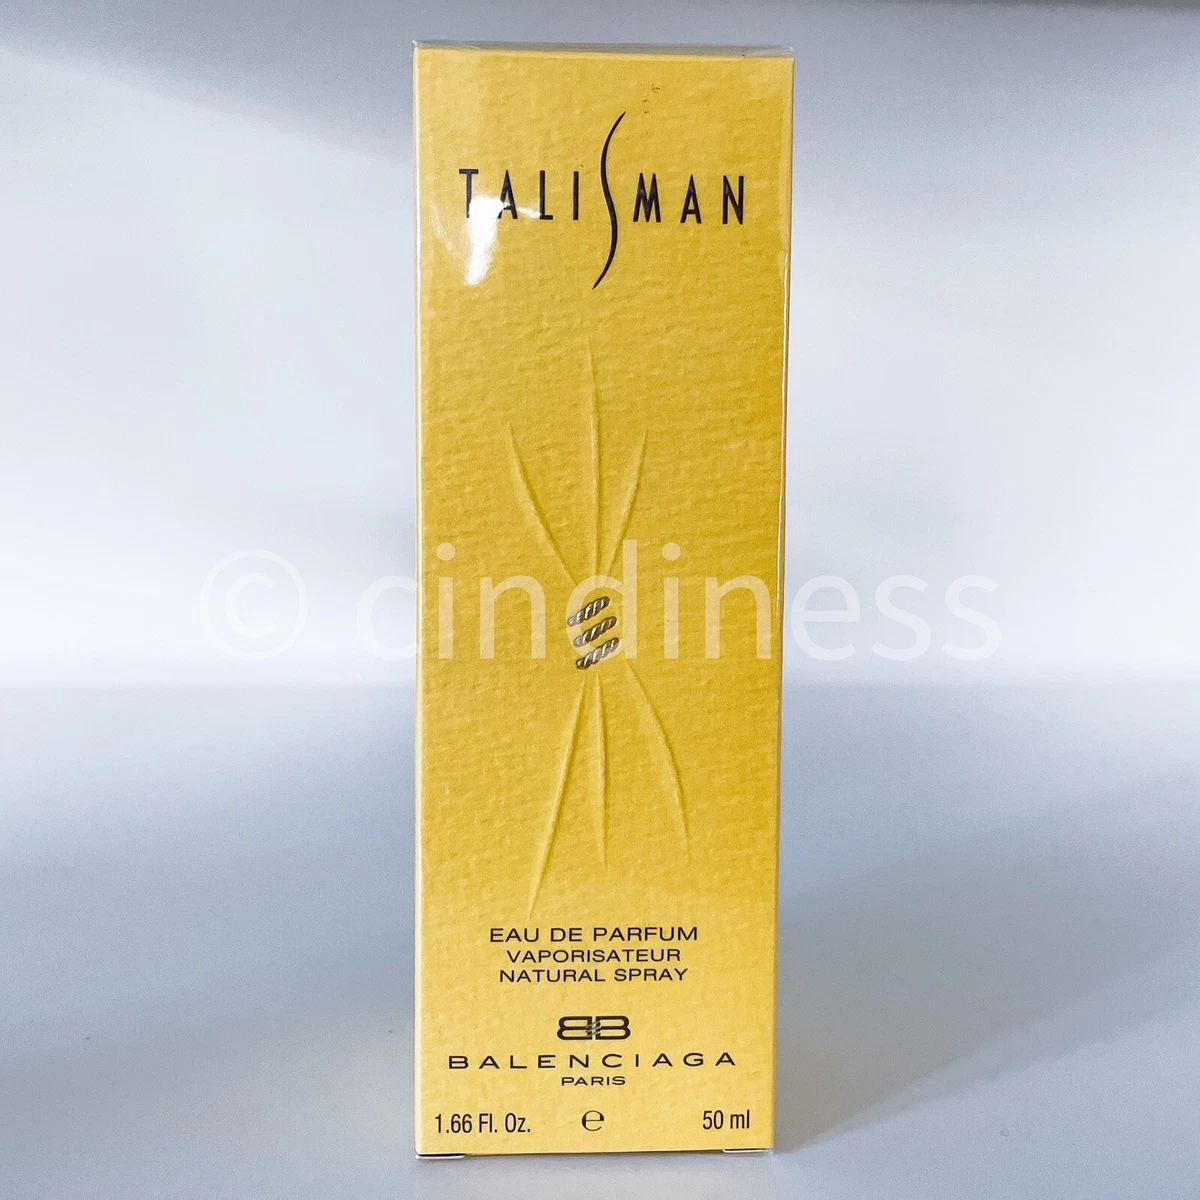 TALISMAN
© cindiness
EAU DE PARFUM
VAPORISATEUR
NATURAL SPRAY
BB
BALENCIAGA
PARIS
1.66 Fl. Oz. ℮ 50 ml